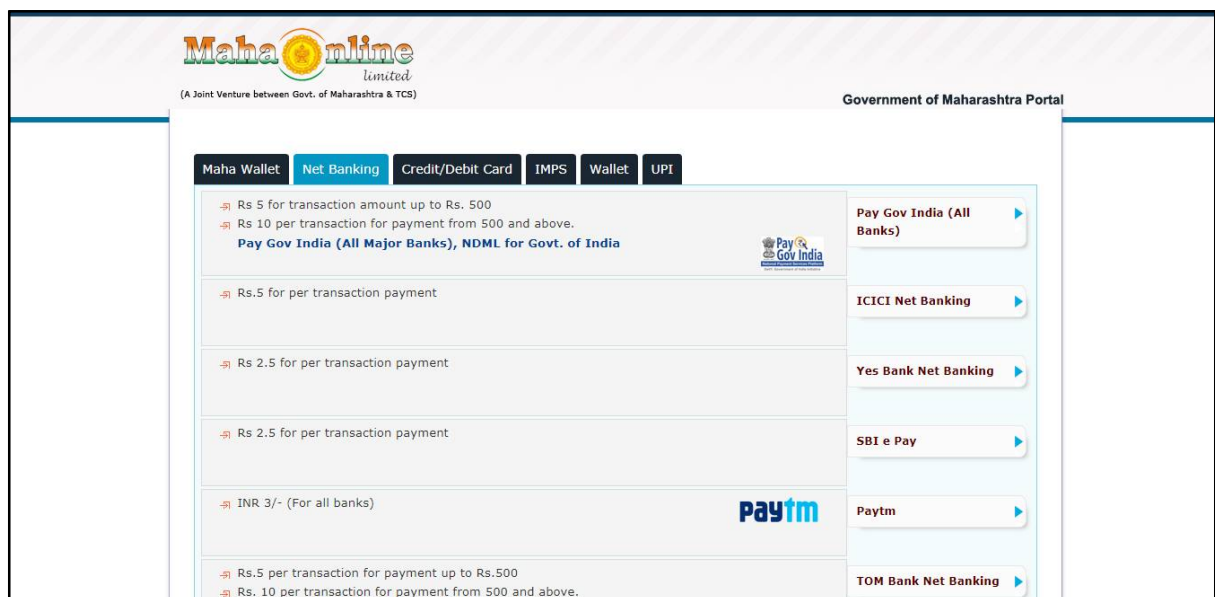 Maha Online
limited
(A Joint Venture between Govt. of Maharashtra & TCS)
Government of Maharashtra Portal
Maha Wallet Net Banking Credit/Debit Card IMPS Wallet UPI
Rs 5 for transaction amount up to Rs. 500
Rs 10 per transaction for payment from 500 and above.
Pay Gov India (All Major Banks), NDML for Govt. of India
Pay
Gov India
Pay Gov India (All
Banks)
Rs.5 for per transaction payment
ICICI Net Banking
Rs 2.5 for per transaction payment
Yes Bank Net Banking
Rs 2.5 for per transaction payment
SBI e Pay
INR 3/- (For all banks)
paytm
Paytm
Rs.5 per transaction for payment up to Rs.500
Rs. 10 per transaction for payment from 500 and above.
TOM Bank Net Banking